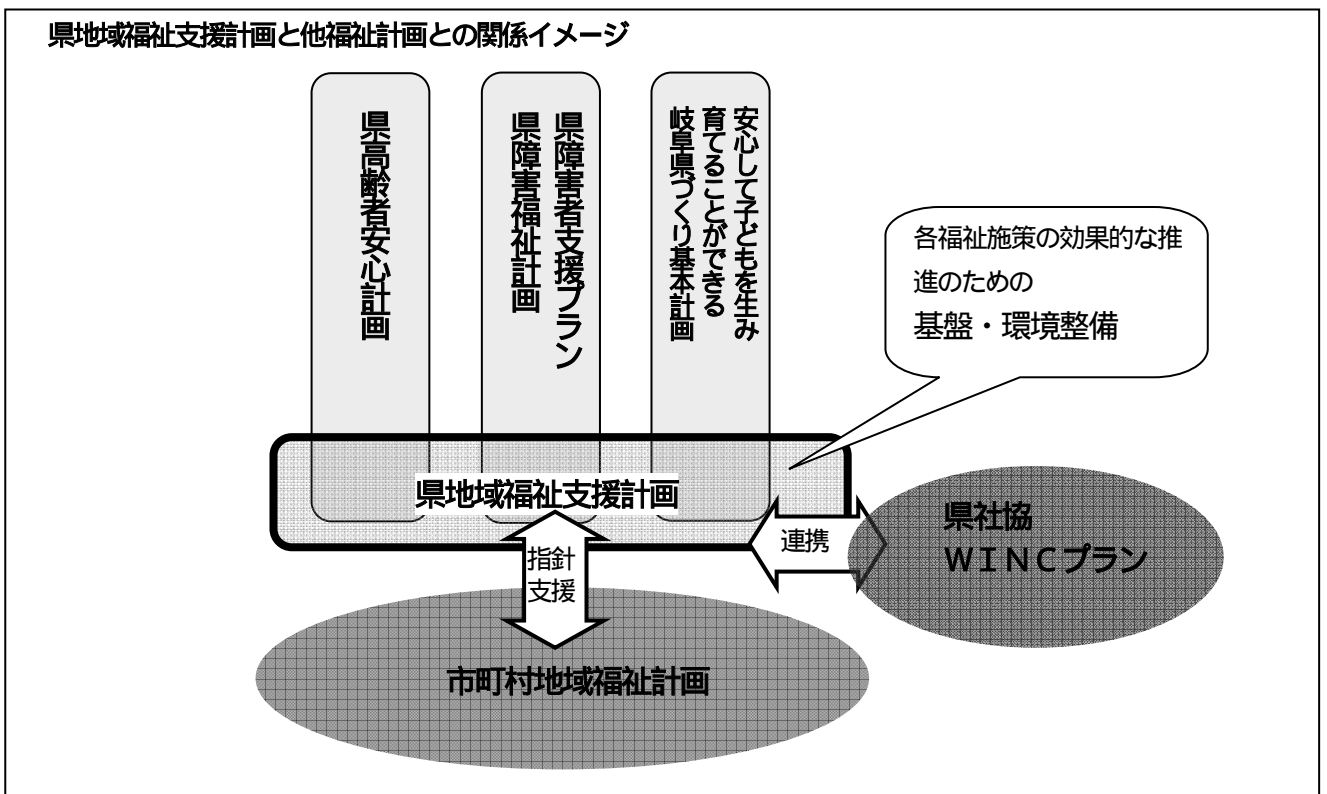 県地域福祉支援計画と他福祉計画との関係イメージ
県高齢者安心計画
県障害者支援プラン
県障害福祉計画
安心して子どもを生み
育てることができる
岐阜県づくり基本計画
各福祉施策の効果的な推
進のための
基盤・環境整備
県地域福祉支援計画
指針
支援
連携
県社協
ＷＩＮＣプラン
市町村地域福祉計画